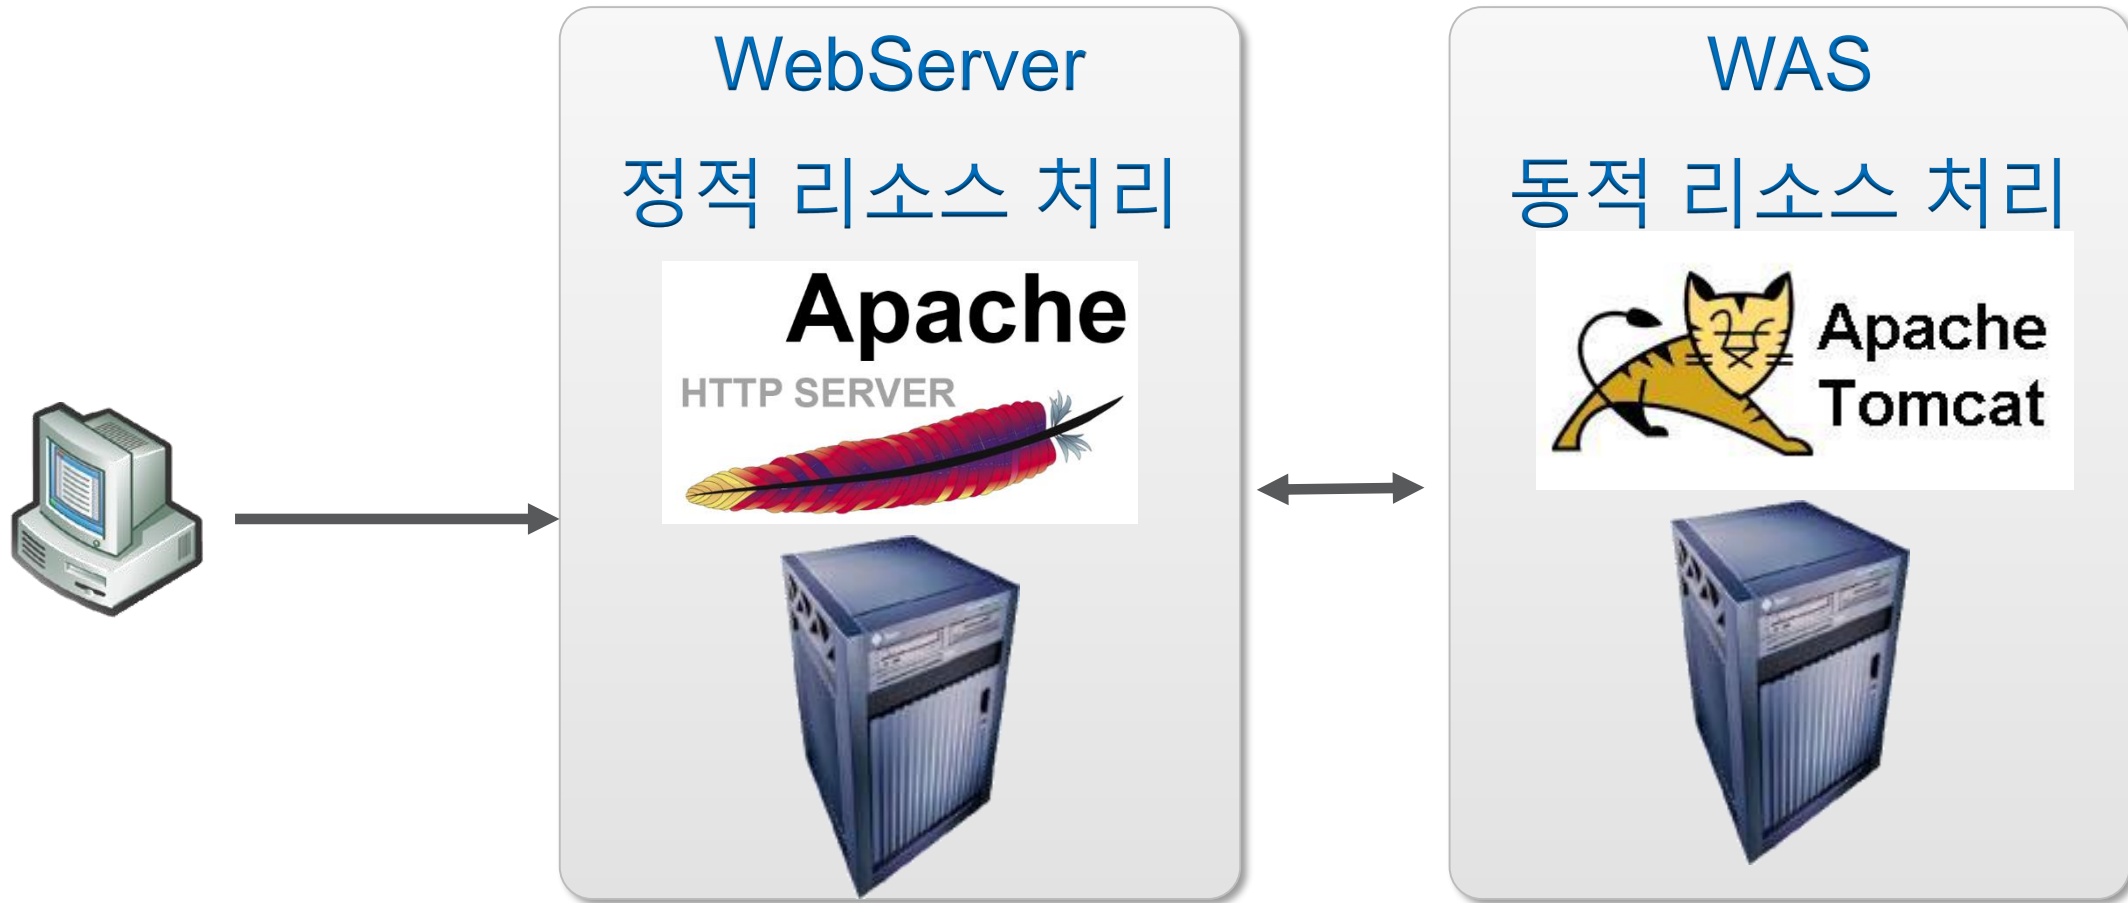 WebServer
정적 리소스 처리
Apache
HTTP SERVER
WAS
동적 리소스 처리
Apache
Tomcat